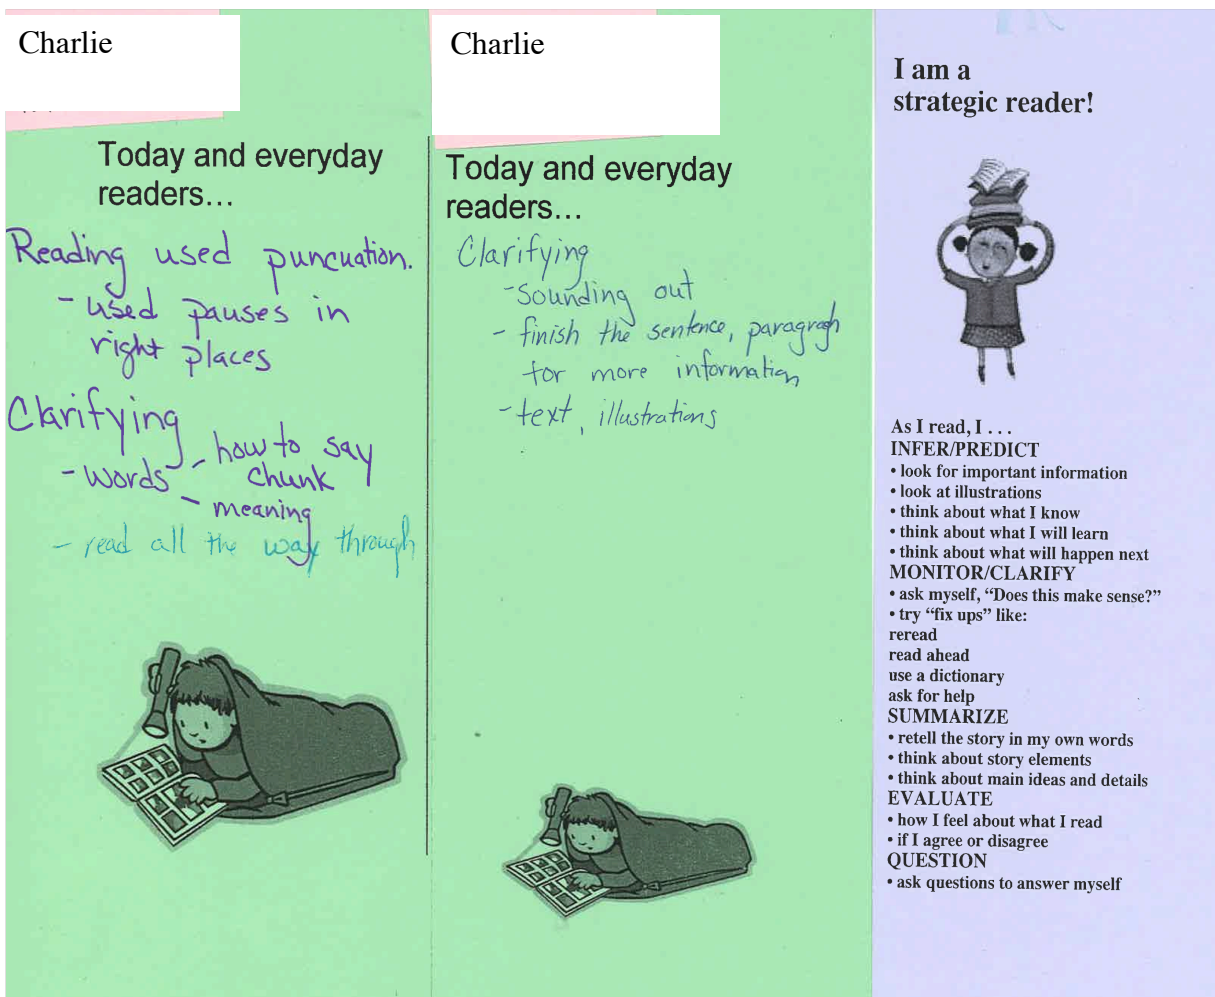 Charlie
Today and everyday
readers...
Reading used puncuation.
- used pauses in
right places
Clarifying
- words - how to say
chunk
- meaning
- read all the way through
Charlie
Today and everyday
readers...
Clarifying
- sounding out
- finish the sentence, paragraph
for more information
- text, illustrations
I am a
strategic reader!
As I read, I . . .
INFER/PREDICT
• look for important information
• look at illustrations
• think about what I know
• think about what I will learn
• think about what will happen next
MONITOR/CLARIFY
• ask myself, “Does this make sense?”
• try “fix ups” like:
reread
read ahead
use a dictionary
ask for help
SUMMARIZE
• retell the story in my own words
• think about story elements
• think about main ideas and details
EVALUATE
• how I feel about what I read
• if I agree or disagree
QUESTION
• ask questions to answer myself